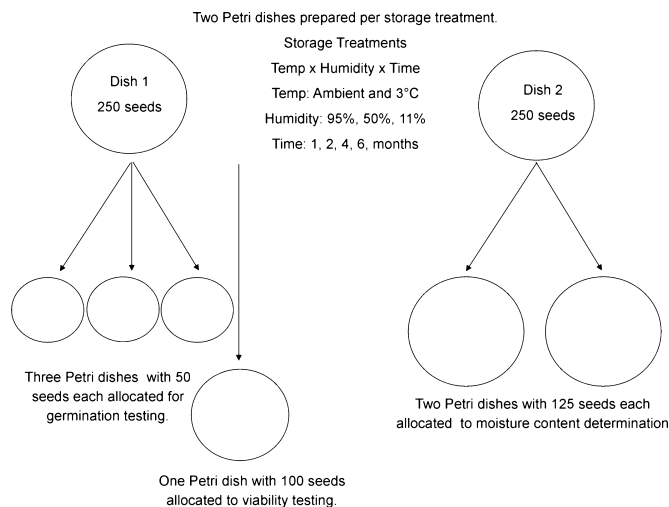 Two Petri dishes prepared per storage treatment.
Storage Treatments
Temp x Humidity x Time
Temp: Ambient and 3°C
Humidity: 95%, 50%, 11%
Time: 1, 2, 4, 6, months
Dish 1
250 seeds
Dish 2
250 seeds
Three Petri dishes with 50
seeds each allocated for
germination testing.
One Petri dish with 100 seeds
allocated to viability testing.
Two Petri dishes with 125 seeds each
allocated to moisture content determination